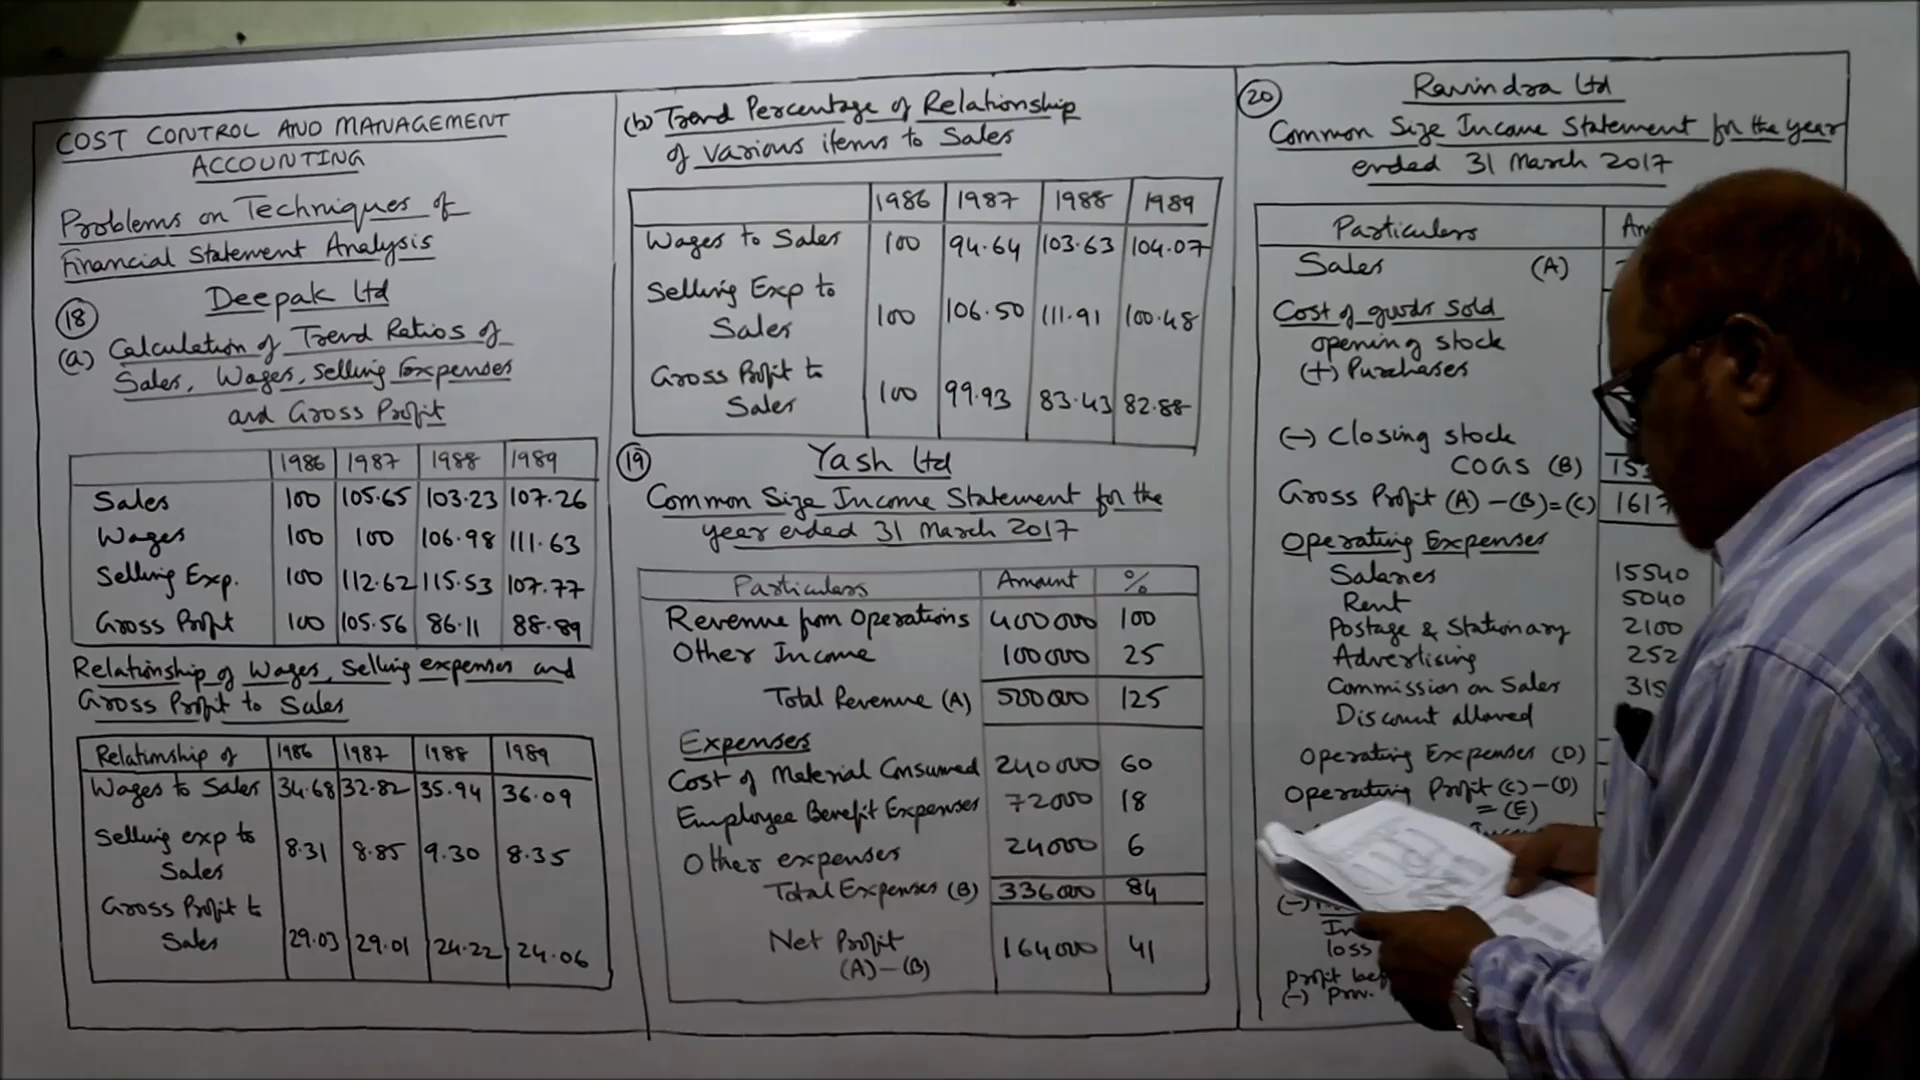 COST CONTROL AND MANAGEMENT
ACCOUNTING
Problems on Techniques of
Financial Statement Analysis
18 Deepak Ltd
(a) Calculation of Trend Ratios of
Sales, Wages, Selling Expenses
and Gross Profit
1986 1987 1988 1989
Sales 100 105.65 103.23 107.26
Wages 100 100 106.98 111.63
Selling Exp. 100 112.62 115.53 107.77
Gross Profit 100 105.56 86.11 88.89
Relationship of Wages, Selling expenses and
Gross Profit to Sales
Relationship of 1986 1987 1988 1989
Wages to Sales 34.68 32.82 35.94 36.09
Selling exp to
Sales 8.31 8.85 9.30 8.35
Gross Profit to
Sales 29.03 29.01 24.22 24.06
(b) Trend Percentage of Relationship
of various items to Sales
1986 1987 1988 1989
Wages to Sales 100 94.64 103.63 104.07
Selling Exp to
Sales 100 106.50 111.91 100.48
Gross Profit to
Sales 100 99.93 83.43 82.88
19 Yash Ltd
Common Size Income Statement for the
year ended 31 March 2017
Particulars Amount %
Revenue from Operations 400000 100
Other Income 100000 25
Total Revenue (A) 500000 125
Expenses
Cost of Material Consumed 240000 60
Employee Benefit Expenses 72000 18
Other expenses 24000 6
Total Expenses (B) 336000 84
Net Profit 164000 41
(A)-(B)
20 Ravindra Ltd
Common Size Income Statement for the year
ended 31 March 2017
Particulars
Sales (A)
Cost of goods sold
opening stock
(+) Purchases
(-) Closing stock
COGS (B)
Gross Profit (A)-(B)=(C) 1617
Operating Expenses
Salaries 15540
Rent 5040
Postage & Stationary 2100
Advertising 252
Commission on Sales 315
Discount allowed
Operating Expenses (D)
Operating Profit (C)-(D)
=(E)
(-)
loss
Profit
(-) Prov.